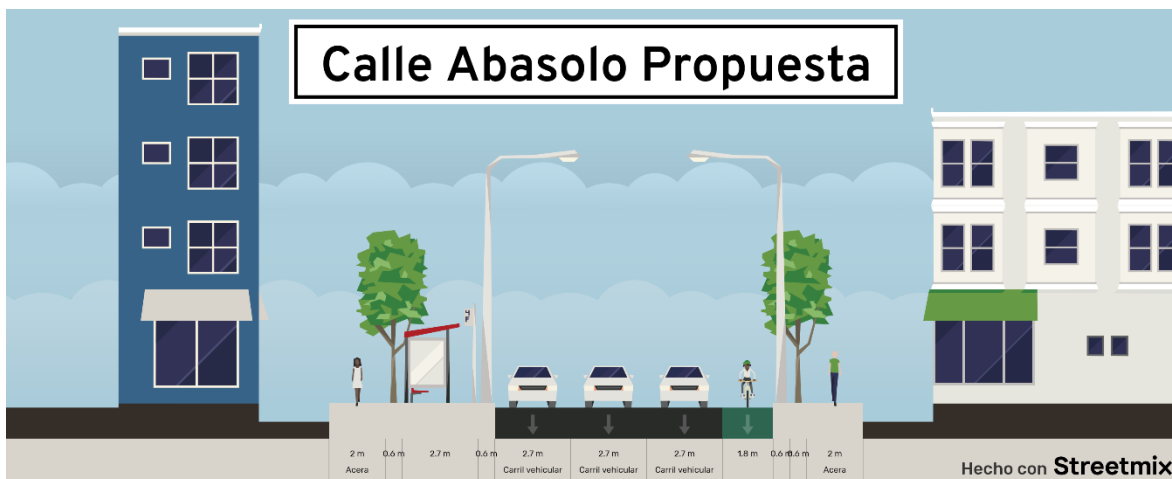 Calle Abasolo Propuesta
2 m 0.6 m 2.7 m 0.6 m 2.7 m 2.7 m 2.7 m 1.8 m 0.6 m 0.6 m 2 m
Acera Carril vehicular Carril vehicular Carril vehicular Acera
Hecho con Streetmix